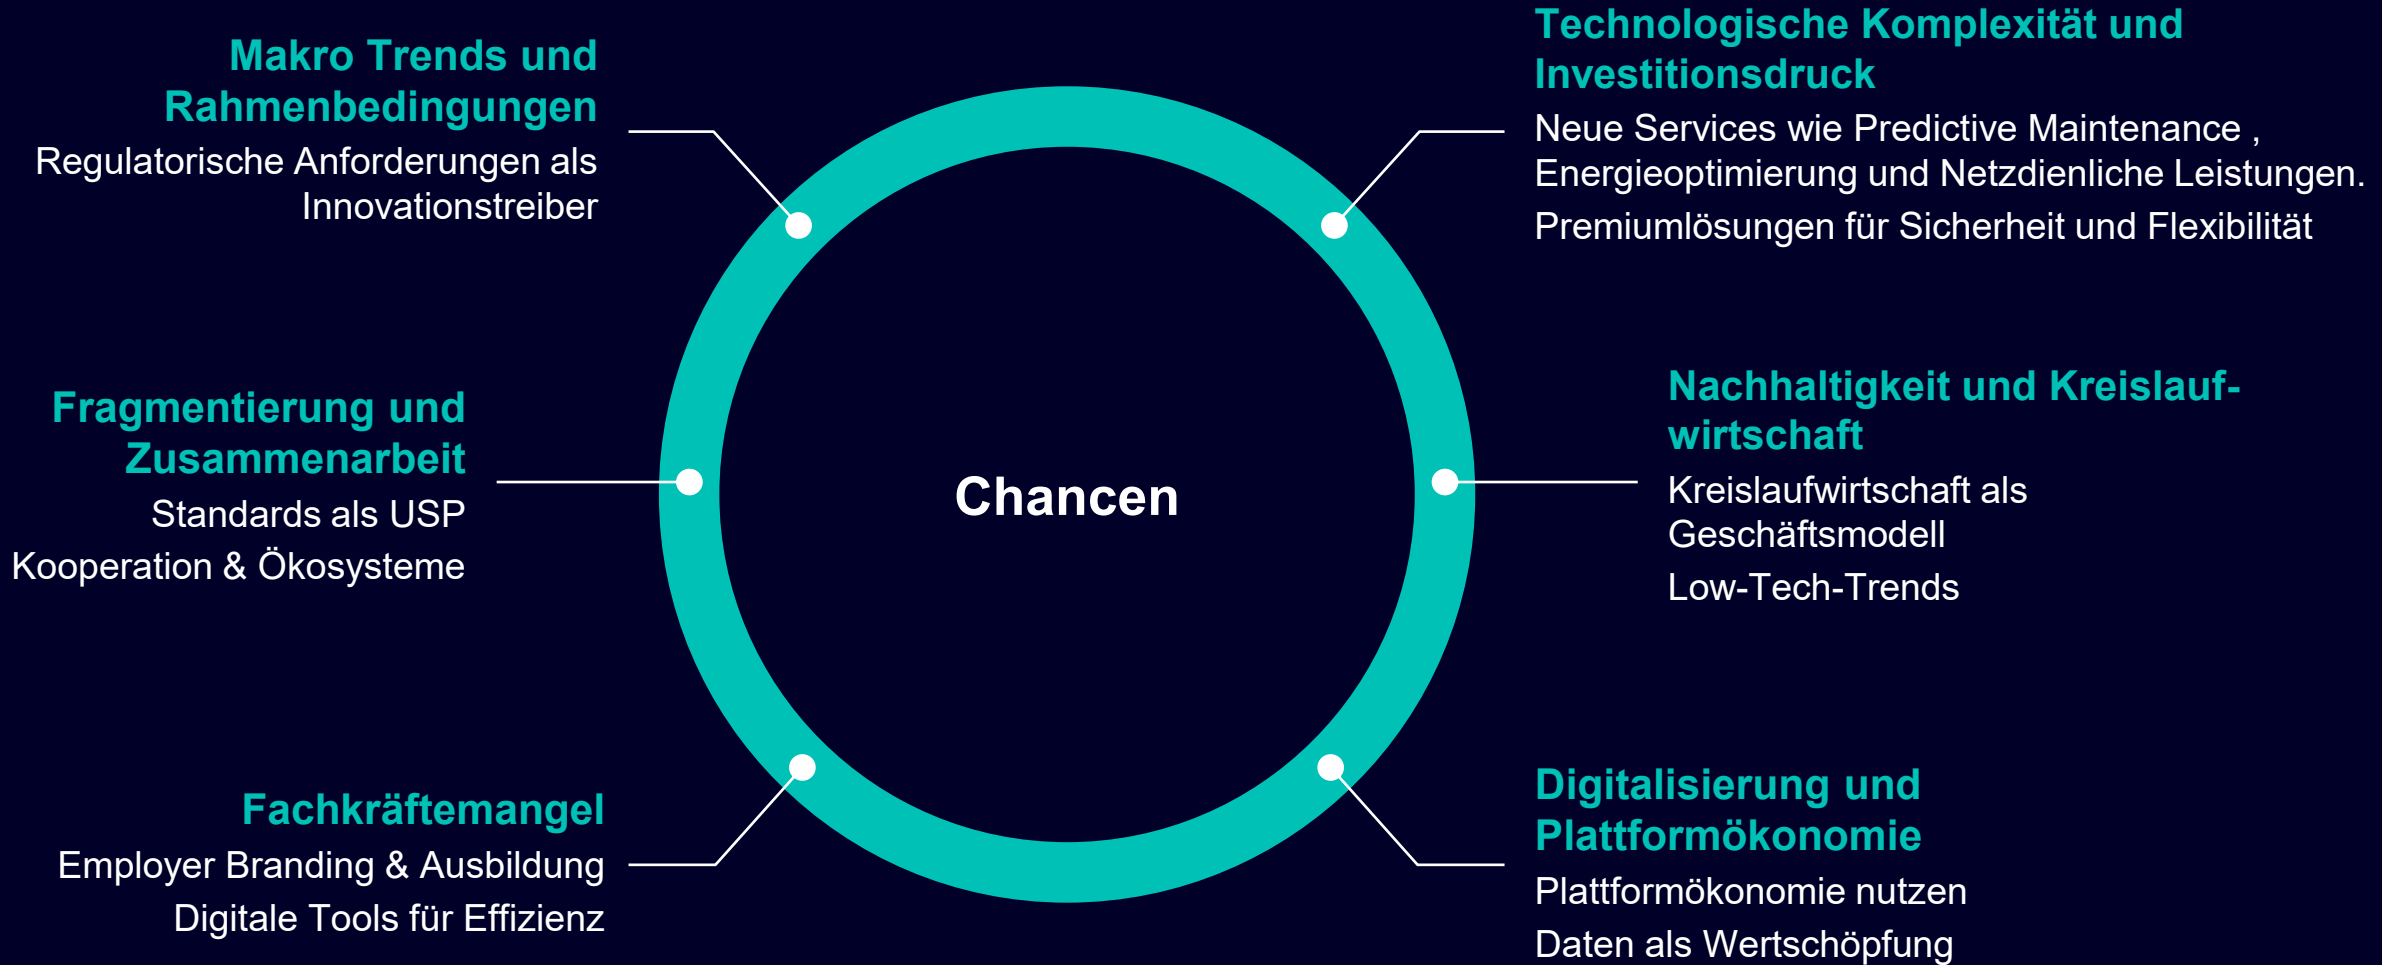 Makro Trends und
Rahmenbedingungen
Regulatorische Anforderungen als
Innovationstreiber
Technologische Komplexität und
Investitionsdruck
Neue Services wie Predictive Maintenance ,
Energieoptimierung und Netzdienliche Leistungen.
Premiumlösungen für Sicherheit und Flexibilität
Fragmentierung und
Zusammenarbeit
Standards als USP
Kooperation & Ökosysteme
Chancen
Nachhaltigkeit und Kreislauf-
wirtschaft
Kreislaufwirtschaft als
Geschäftsmodell
Low-Tech-Trends
Fachkräftemangel
Employer Branding & Ausbildung
Digitale Tools für Effizienz
Digitalisierung und
Plattformökonomie
Plattformökonomie nutzen
Daten als Wertschöpfung